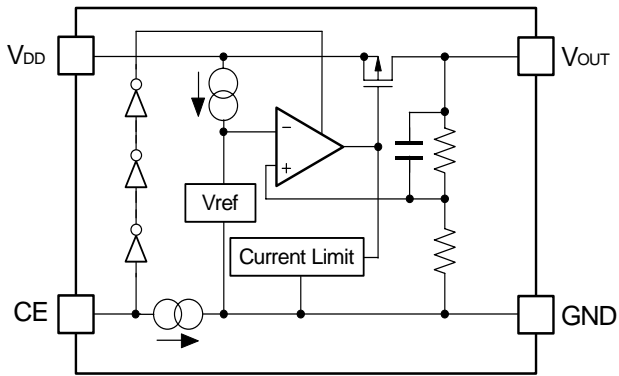 VDD
VOUT
−
+
Vref
Current Limit
CE
GND